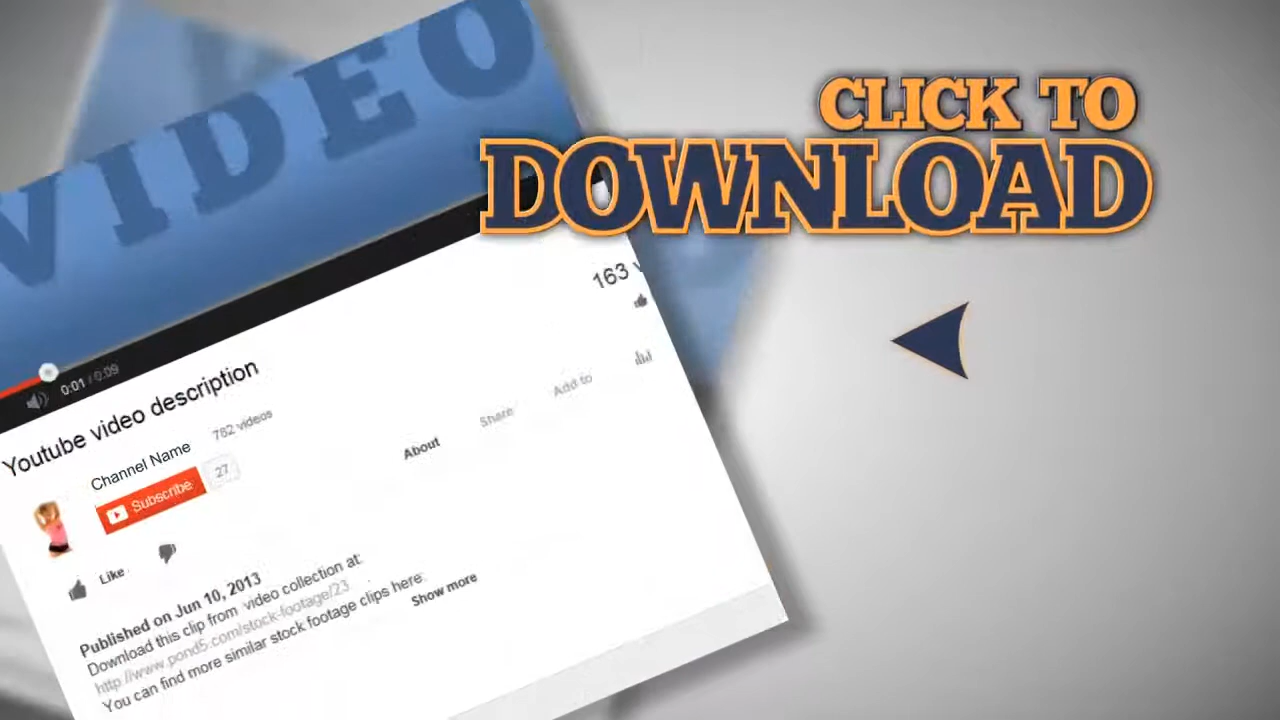 VIDEO
CLICK TO
DOWNLOAD
163
0:01 / 0:09
Youtube video description
Channel Name 762 videos
Subscribe 27
About Share Add to
Like
Published on Jun 10, 2013
Download this clip from video collection at:
http://www.pond5.com/stock-footage/23
You can find more similar stock footage clips here:
Show more